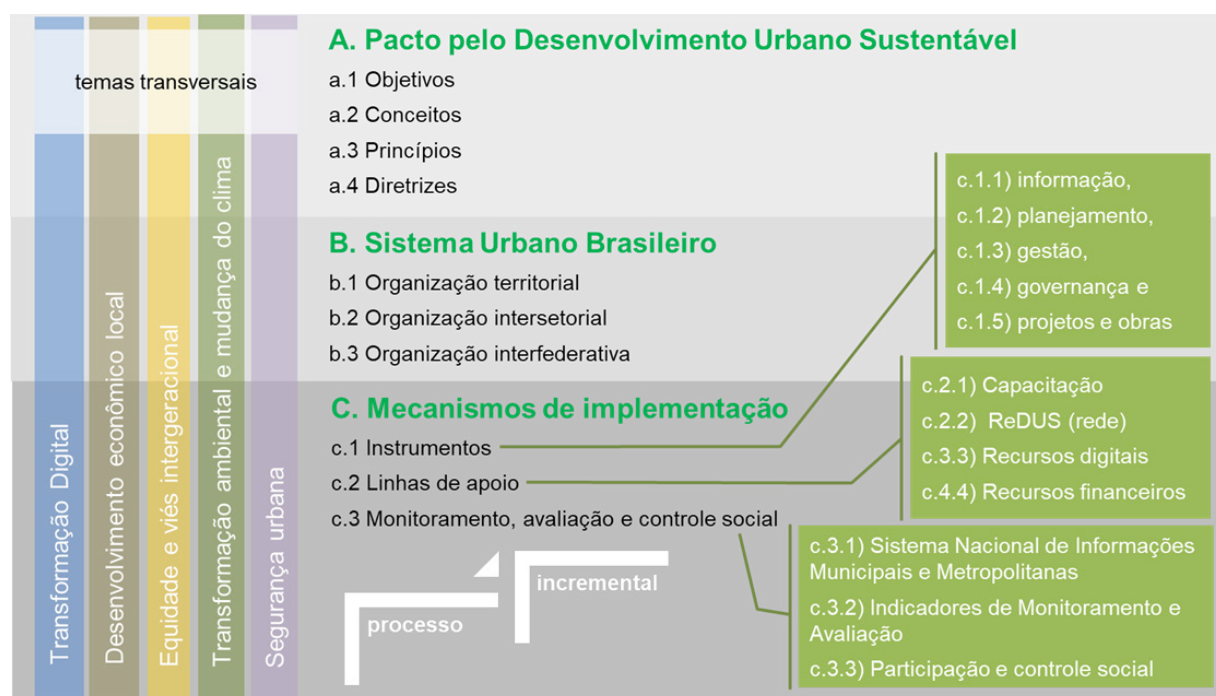 temas transversais
Transformação Digital
Desenvolvimento econômico local
Equidade e viés intergeracional
Transformação ambiental e mudança do clima
Segurança urbana
A. Pacto pelo Desenvolvimento Urbano Sustentável
a.1 Objetivos
a.2 Conceitos
a.3 Princípios
a.4 Diretrizes
B. Sistema Urbano Brasileiro
b.1 Organização territorial
b.2 Organização intersetorial
b.3 Organização interfederativa
C. Mecanismos de implementação
c.1 Instrumentos
c.2 Linhas de apoio
c.3 Monitoramento, avaliação e controle social
processo
incremental
c.1.1) informação,
c.1.2) planejamento,
c.1.3) gestão,
c.1.4) governança e
c.1.5) projetos e obras
c.2.1) Capacitação
c.2.2) ReDUS (rede)
c.3.3) Recursos digitais
c.4.4) Recursos financeiros
c.3.1) Sistema Nacional de Informações
Municipais e Metropolitanas
c.3.2) Indicadores de Monitoramento e
Avaliação
c.3.3) Participação e controle social